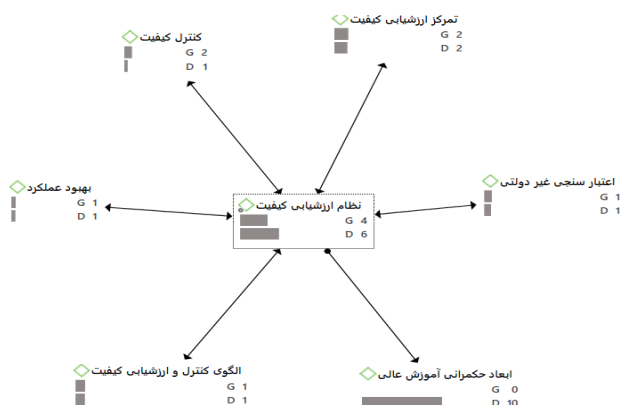 تمرکز ارزشیابی کیفیت
G 2
D 2
کنترل کیفیت
G 2
D 1
اعتبار سنجی غیر دولتی
G 1
D 1
نظام ارزشیابی کیفیت
G 4
D 6
بهبود عملکرد
G 1
D 1
ابعاد حکمرانی آموزش عالی
G 0
D 10
الگوی کنترل و ارزشیابی کیفیت
G 1
D 1